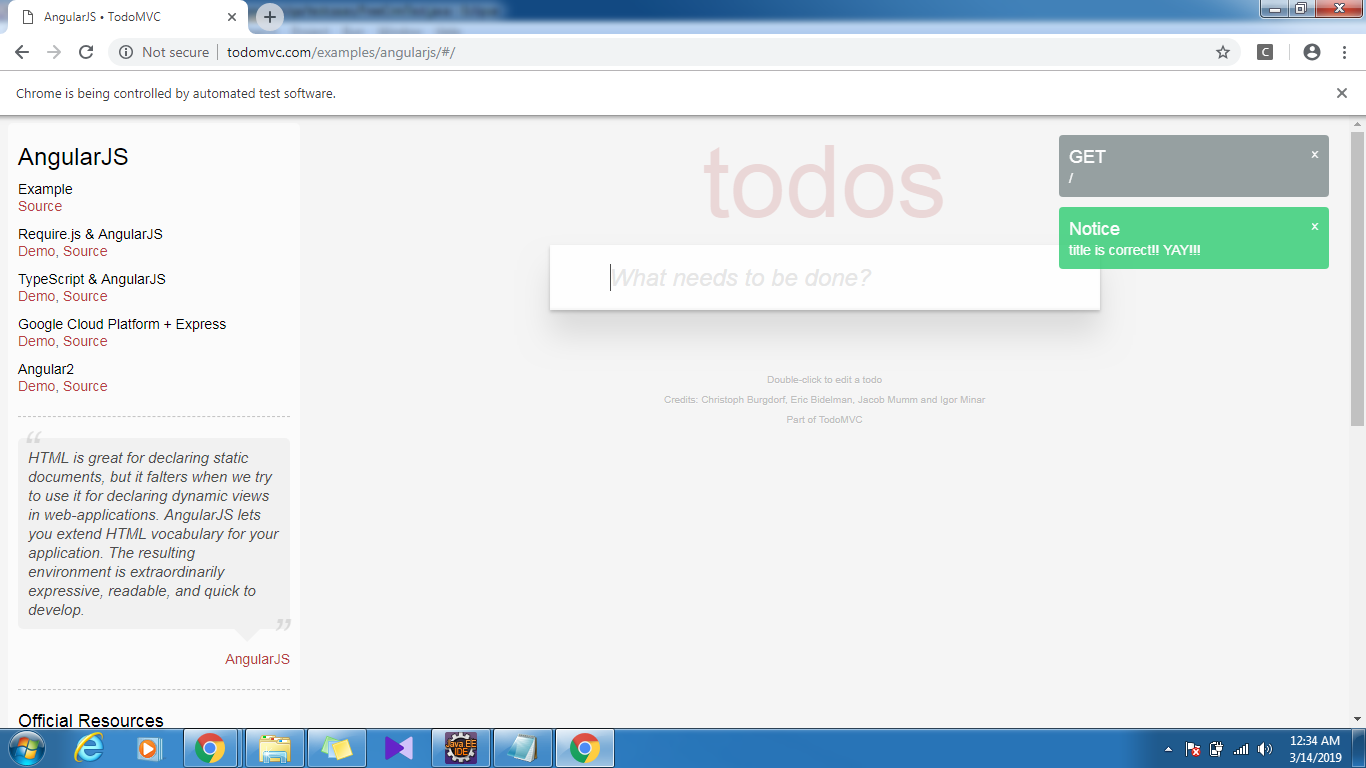 AngularJS • TodoMVC
Not secure
todomvc.com/examples/angularjs/#/
C
Chrome is being controlled by automated test software.
AngularJS
Example
Source
Require.js & AngularJS
Demo, Source
TypeScript & AngularJS
Demo, Source
Google Cloud Platform + Express
Demo, Source
Angular2
Demo, Source
“
HTML is great for declaring static
documents, but it falters when we try
to use it for declaring dynamic views
in web-applications. AngularJS lets
you extend HTML vocabulary for your
application. The resulting
environment is extraordinarily
expressive, readable, and quick to
develop.
”
AngularJS
Official Resources
todos
What needs to be done?
Double-click to edit a todo
Credits: Christoph Burgdorf, Eric Bidelman, Jacob Mumm and Igor Minar
Part of TodoMVC
GET x
/
Notice x
title is correct!! YAY!!!
Java EE
IDE
12:34 AM
3/14/2019